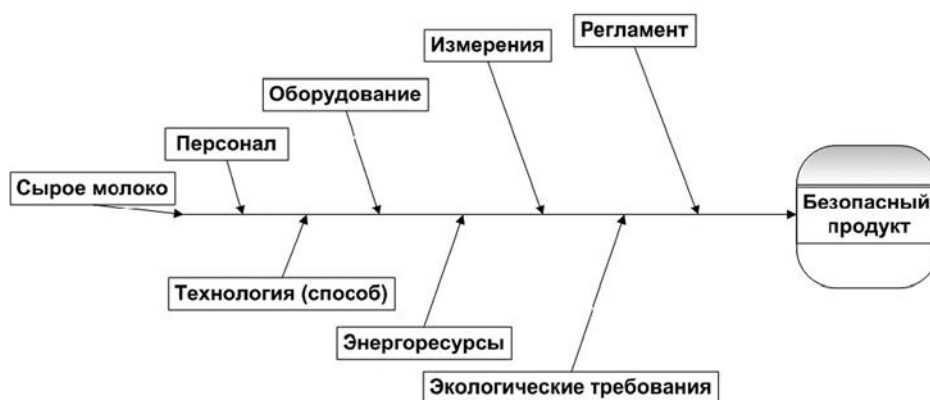 Регламент
Измерения
Оборудование
Персонал
Сырое молоко
Безопасный
продукт
Технология (способ)
Энергоресурсы
Экологические требования